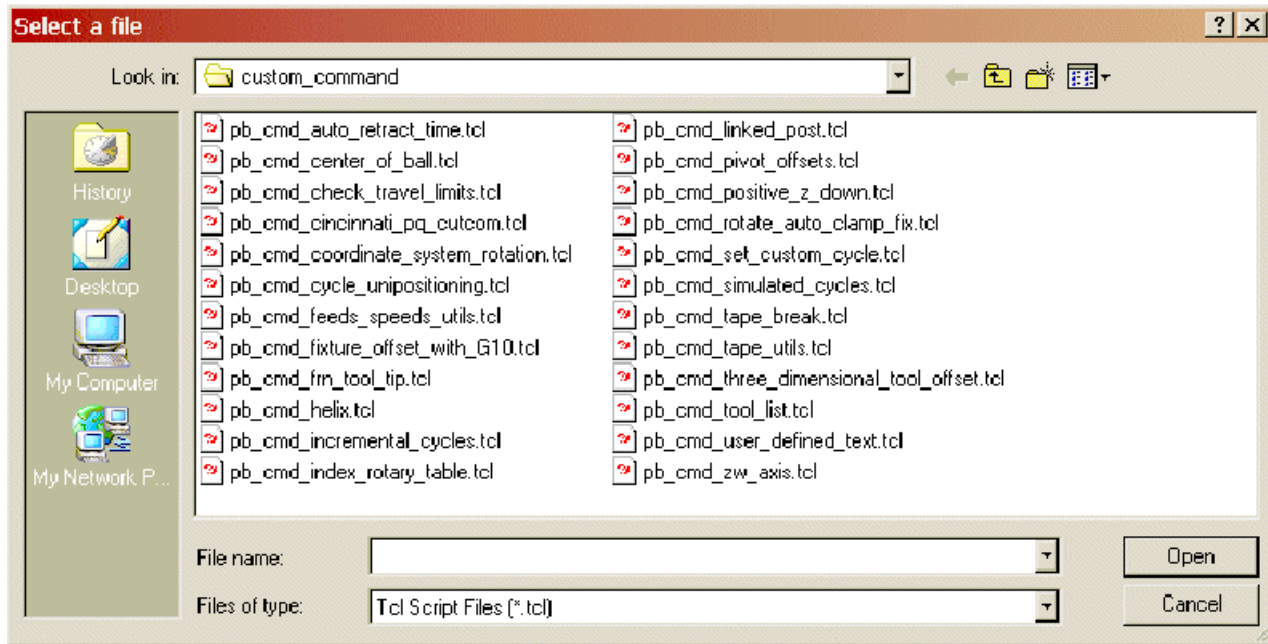 Select a file
Look in: custom_command
History
Desktop
My Computer
My Network P...
pb_cmd_auto_retract_time.tcl
pb_cmd_center_of_ball.tcl
pb_cmd_check_travel_limits.tcl
pb_cmd_cincinnati_pq_cutcom.tcl
pb_cmd_coordinate_system_rotation.tcl
pb_cmd_cycle_unipositioning.tcl
pb_cmd_feeds_speeds_utils.tcl
pb_cmd_fixture_offset_with_G10.tcl
pb_cmd_frn_tool_tip.tcl
pb_cmd_helix.tcl
pb_cmd_incremental_cycles.tcl
pb_cmd_index_rotary_table.tcl
pb_cmd_linked_post.tcl
pb_cmd_pivot_offsets.tcl
pb_cmd_positive_z_down.tcl
pb_cmd_rotate_auto_clamp_fix.tcl
pb_cmd_set_custom_cycle.tcl
pb_cmd_simulated_cycles.tcl
pb_cmd_tape_break.tcl
pb_cmd_tape_utils.tcl
pb_cmd_three_dimensional_tool_offset.tcl
pb_cmd_tool_list.tcl
pb_cmd_user_defined_text.tcl
pb_cmd_zw_axis.tcl
File name:
Open
Files of type: Tcl Script Files (*.tcl)
Cancel